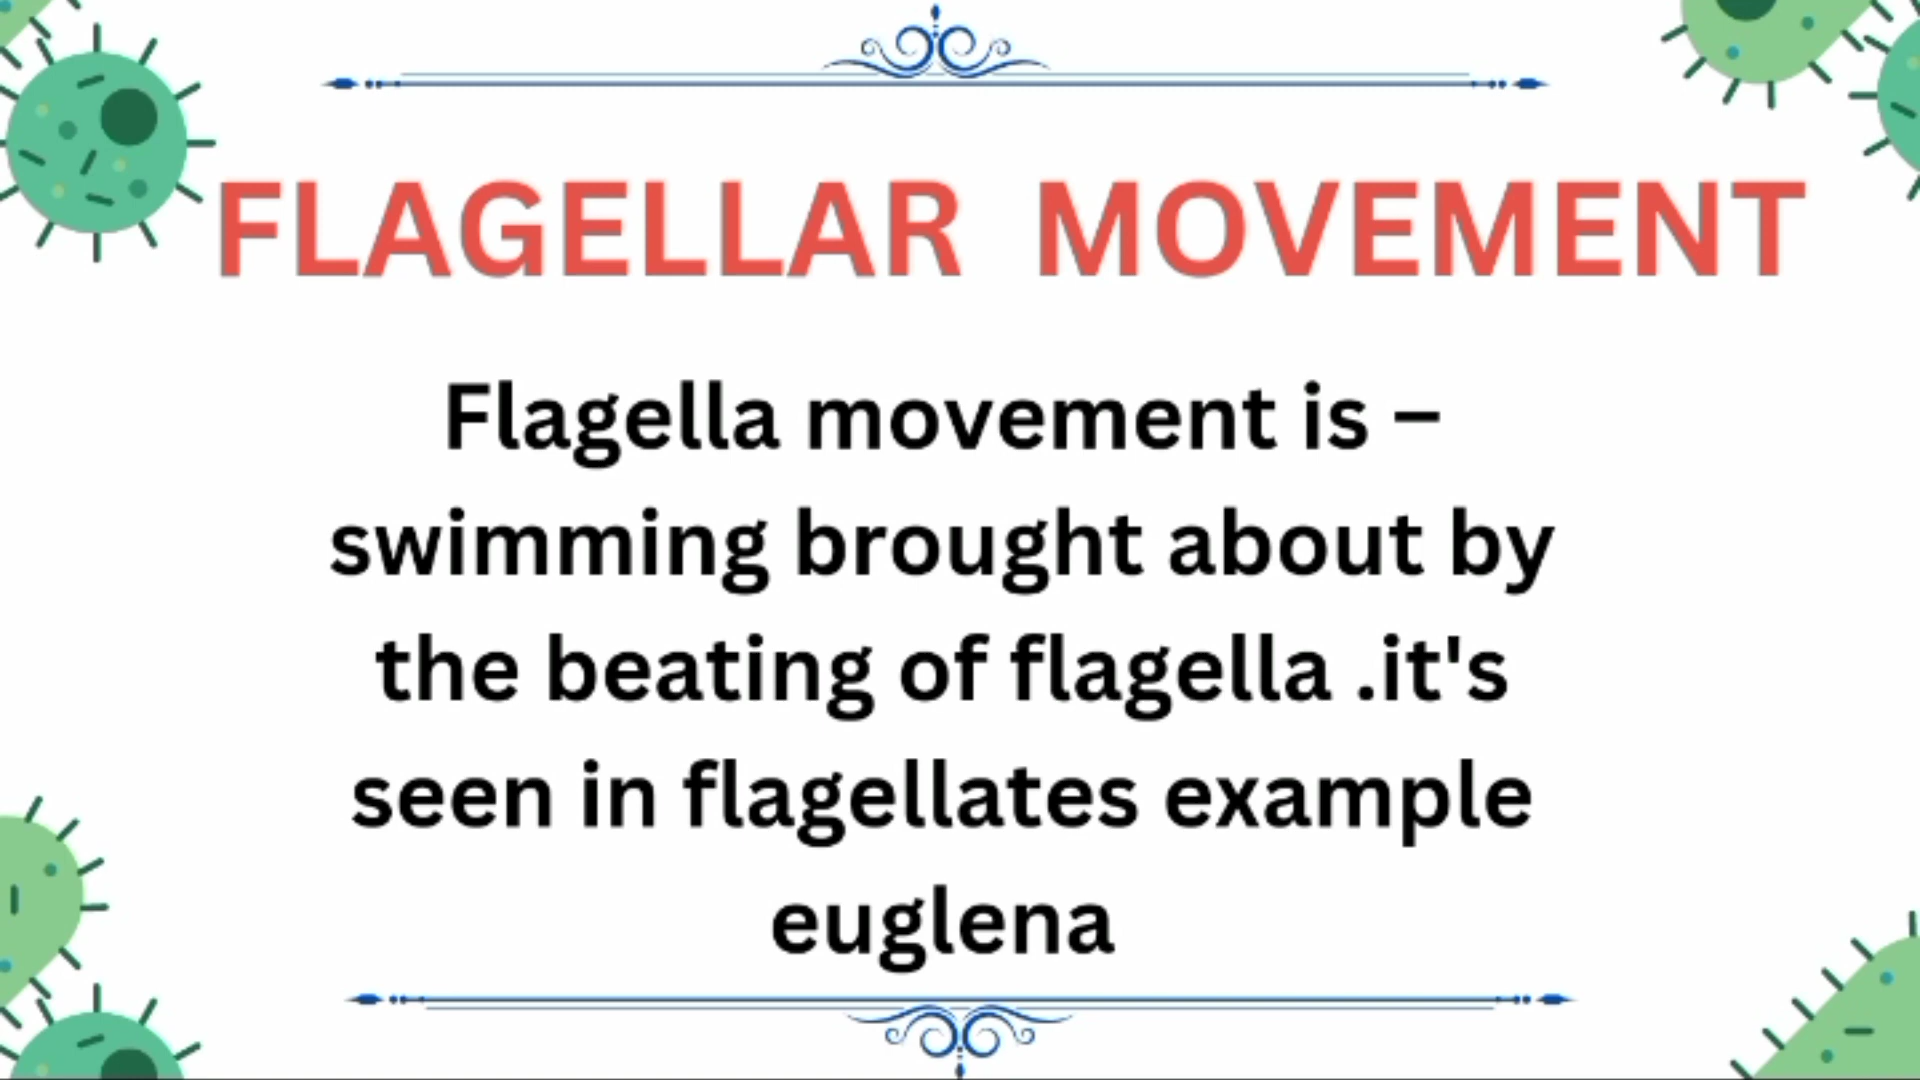 FLAGELLAR MOVEMENT
Flagella movement is –
swimming brought about by
the beating of flagella .it's
seen in flagellates example
euglena